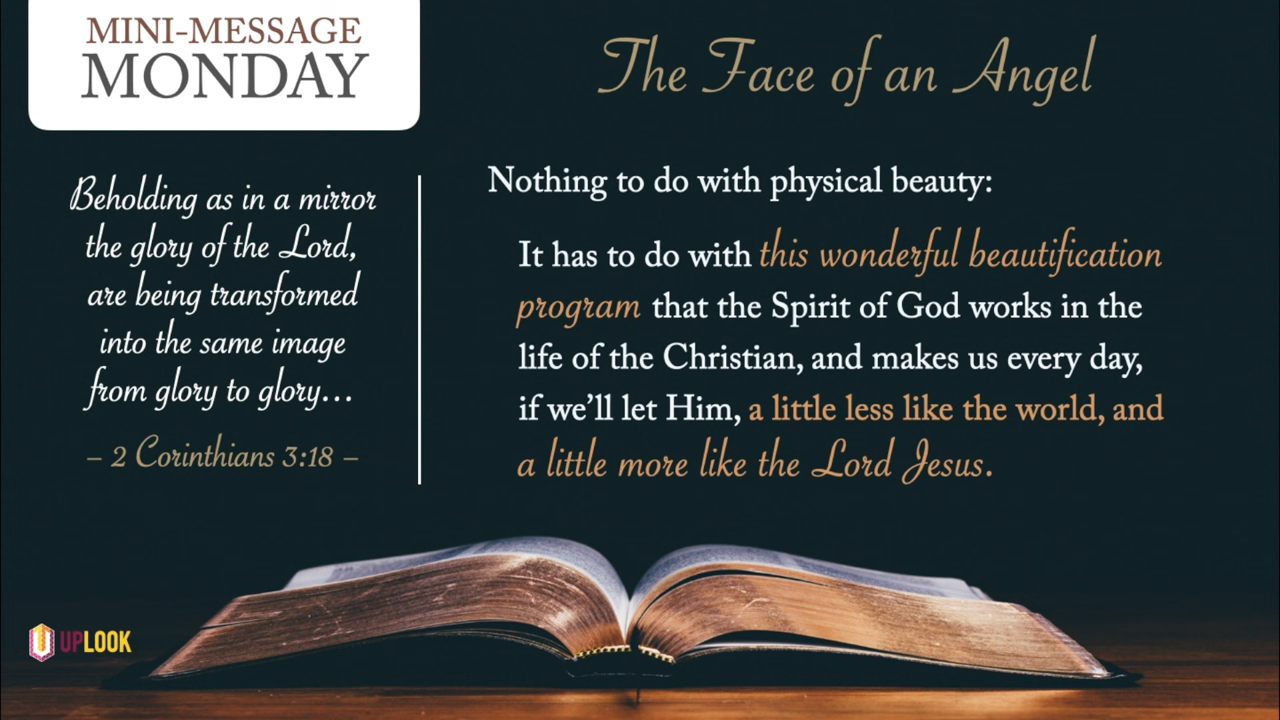 MINI-MESSAGE
MONDAY
The Face of an Angel
Beholding as in a mirror
the glory of the Lord,
are being transformed
into the same image
from glory to glory...
– 2 Corinthians 3:18 –
Nothing to do with physical beauty:
It has to do with this wonderful beautification
program that the Spirit of God works in the
life of the Christian, and makes us every day,
if we'll let Him, a little less like the world, and
a little more like the Lord Jesus.
UPLOOK